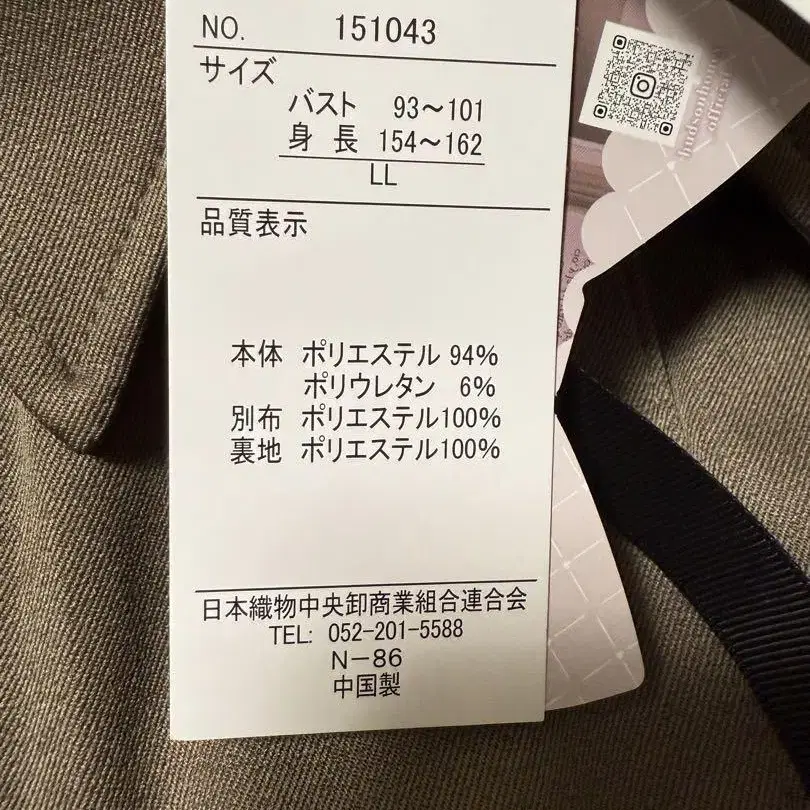 NO. 151043
サイズ
バスト 93〜101
身長 154〜162
LL
品質表示
本体 ポリエステル 94%
ポリウレタン 6%
別布 ポリエステル100%
裏地 ポリエステル100%
日本織物中央卸商業組合連合会
TEL: 052-201-5588
N-86
中国製
official